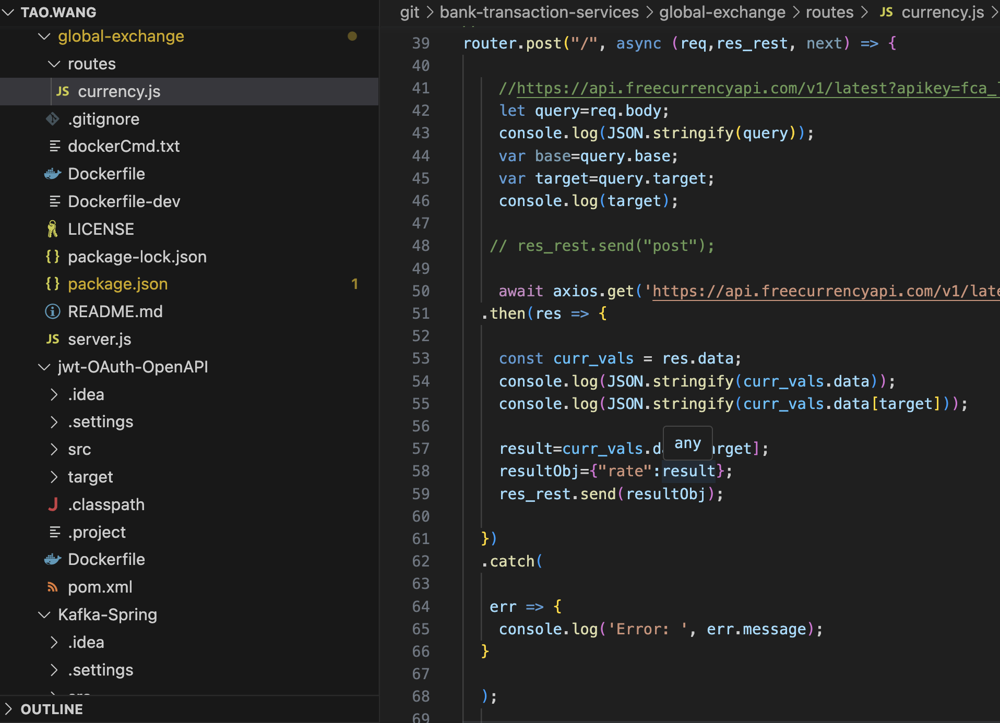 TAO.WANG
global-exchange
routes
JS currency.js
.gitignore
dockerCmd.txt
Dockerfile
Dockerfile-dev
LICENSE
{} package-lock.json
{} package.json 1
README.md
JS server.js
jwt-OAuth-OpenAPI
.idea
.settings
src
target
J .classpath
.project
Dockerfile
pom.xml
Kafka-Spring
.idea
.settings
OUTLINE
git > bank-transaction-services > global-exchange > routes > JS currency.js >
39 router.post("/", async (req,res_rest, next) => {
40
41 //https://api.freecurrencyapi.com/v1/latest?apikey=fca_
42 let query=req.body;
43 console.log(JSON.stringify(query));
44 var base=query.base;
45 var target=query.target;
46 console.log(target);
47
48 // res_rest.send("post");
49
50 await axios.get('https://api.freecurrencyapi.com/v1/late
51 .then(res => {
52
53 const curr_vals = res.data;
54 console.log(JSON.stringify(curr_vals.data));
55 console.log(JSON.stringify(curr_vals.data[target]));
56
any
57 result=curr_vals.d rget];
58 resultObj={"rate":result};
59 res_rest.send(resultObj);
60
61 })
62 .catch(
63
64 err => {
65 console.log('Error: ', err.message);
66 }
67
68 );
69